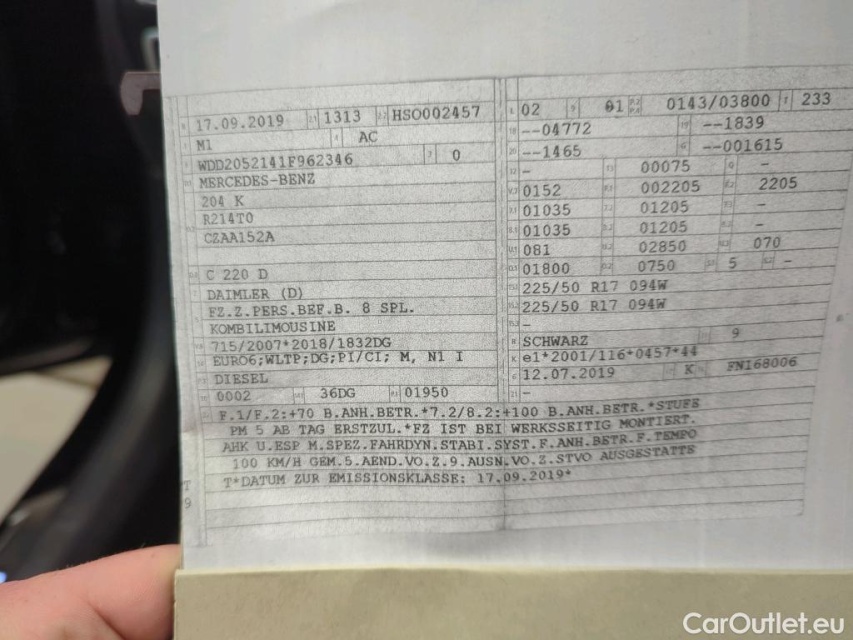 17.09.2019 1313 HSO002457
M1 AC
WDD2052141F962346 0
MERCEDES-BENZ
204 K
R214T0
CZAA152A
C 220 D
DAIMLER (D)
FZ.Z.PERS.BEF.B. 8 SPL.
KOMBILIMOUSINE
715/2007*2018/1832DG
EURO6;WLTP;DG;PI/CI; M, N1 I
DIESEL
0002 36DG 01950
02 01 0143/03800 233
--04772 --1839
--1465 --001615
- 00075 -
0152 002205 2205
01035 01205 -
01035 01205 -
081 02850 070
01800 0750 5 -
225/50 R17 094W
225/50 R17 094W
-
SCHWARZ 9
e1*2001/116*0457*44
12.07.2019 K FN168006
-
F.1/F.2:+70 B.ANH.BETR.*7.2/8.2:+100 B.ANH.BETR.*STUFE
PM 5 AB TAG ERSTZUL.*FZ IST BEI WERKSSEITIG MONTIERT.
AHK U.ESP M.SPEZ.FAHRDYN.STABI.SYST.F.ANH.BETR.F.TEMPO
100 KM/H GEM.5.AEND.VO.Z.9.AUSN.VO.Z.STVO AUSGESTATTE
T*DATUM ZUR EMISSIONSKLASSE: 17.09.2019*
T
9
CarOutlet.eu